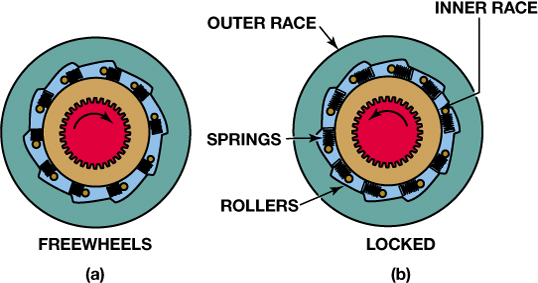 OUTER RACE
INNER RACE
SPRINGS
ROLLERS
FREEWHEELS
LOCKED
(a)
(b)